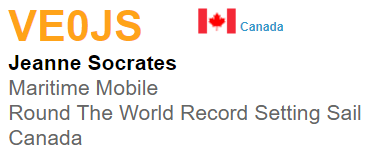 VE0JS Canada
Jeanne Socrates
Maritime Mobile
Round The World Record Setting Sail
Canada